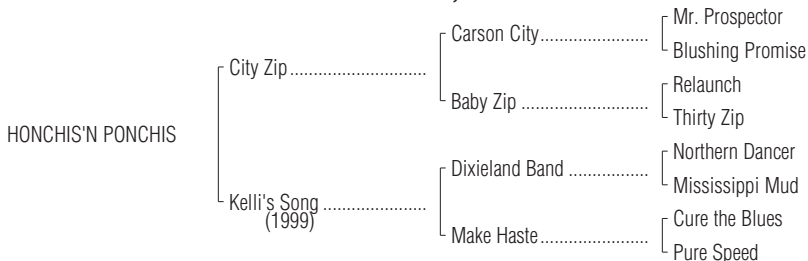 Mr. Prospector
Carson City
Blushing Promise
City Zip
Relaunch
Baby Zip
Thirty Zip
HONCHIS'N PONCHIS
Northern Dancer
Dixieland Band
Mississippi Mud
Kelli's Song
(1999)
Cure the Blues
Make Haste
Pure Speed